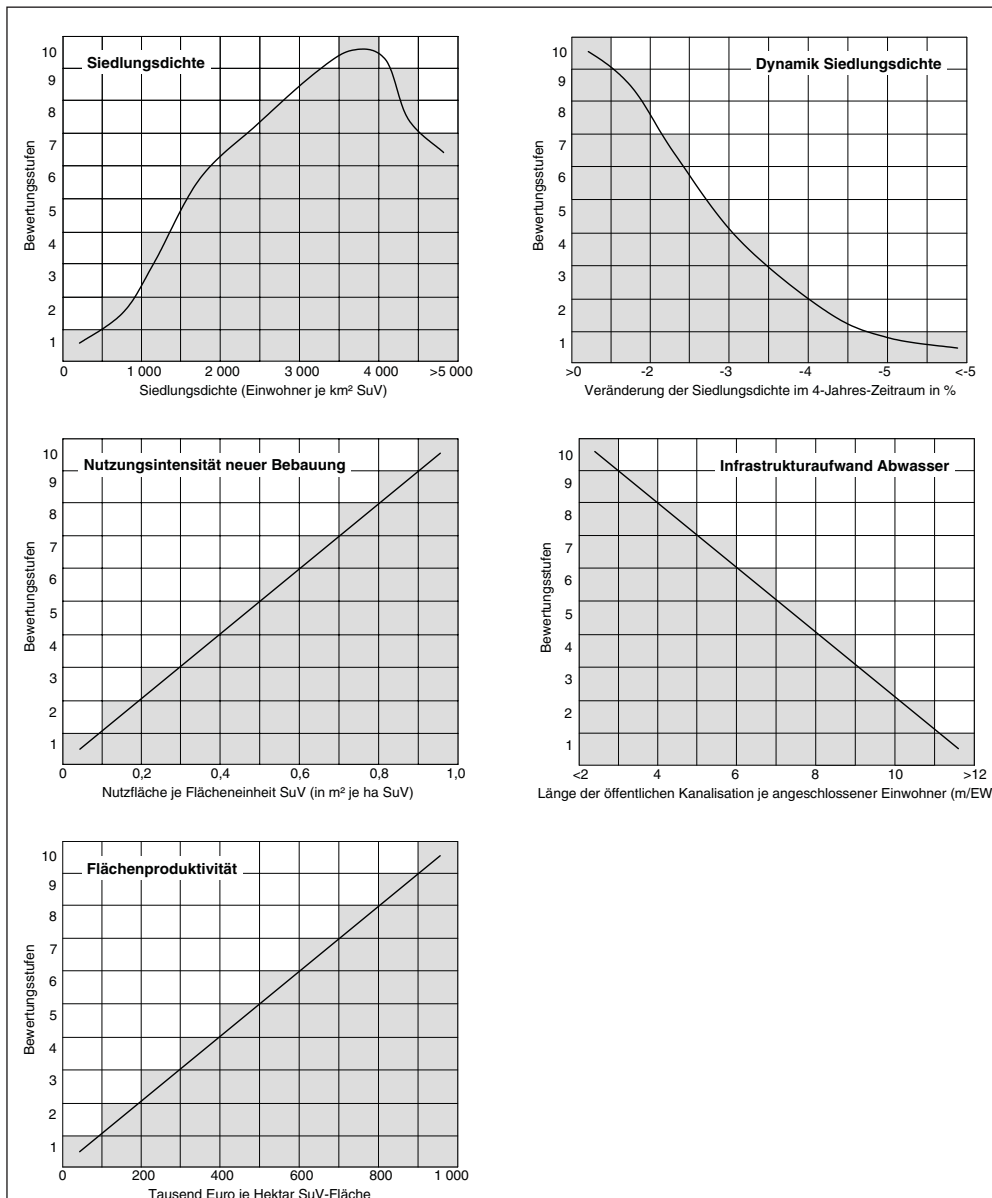 Siedlungsdichte
Bewertungsstufen
10
9
8
7
6
5
4
3
2
1
0 1 000 2 000 3 000 4 000 >5 000
Siedlungsdichte (Einwohner je km² SuV)
Dynamik Siedlungsdichte
Bewertungsstufen
10
9
8
7
6
5
4
3
2
1
>0 -2 -3 -4 -5 <-5
Veränderung der Siedlungsdichte im 4-Jahres-Zeitraum in %
Nutzungsintensität neuer Bebauung
Bewertungsstufen
10
9
8
7
6
5
4
3
2
1
0 0,2 0,4 0,6 0,8 1,0
Nutzfläche je Flächeneinheit SuV (in m² je ha SuV)
Infrastrukturaufwand Abwasser
Bewertungsstufen
10
9
8
7
6
5
4
3
2
1
<2 4 6 8 10 >12
Länge der öffentlichen Kanalisation je angeschlossener Einwohner (m/EW
Flächenproduktivität
Bewertungsstufen
10
9
8
7
6
5
4
3
2
1
0 200 400 600 800 1 000
Tausend Euro je Hektar SuV-Fläche